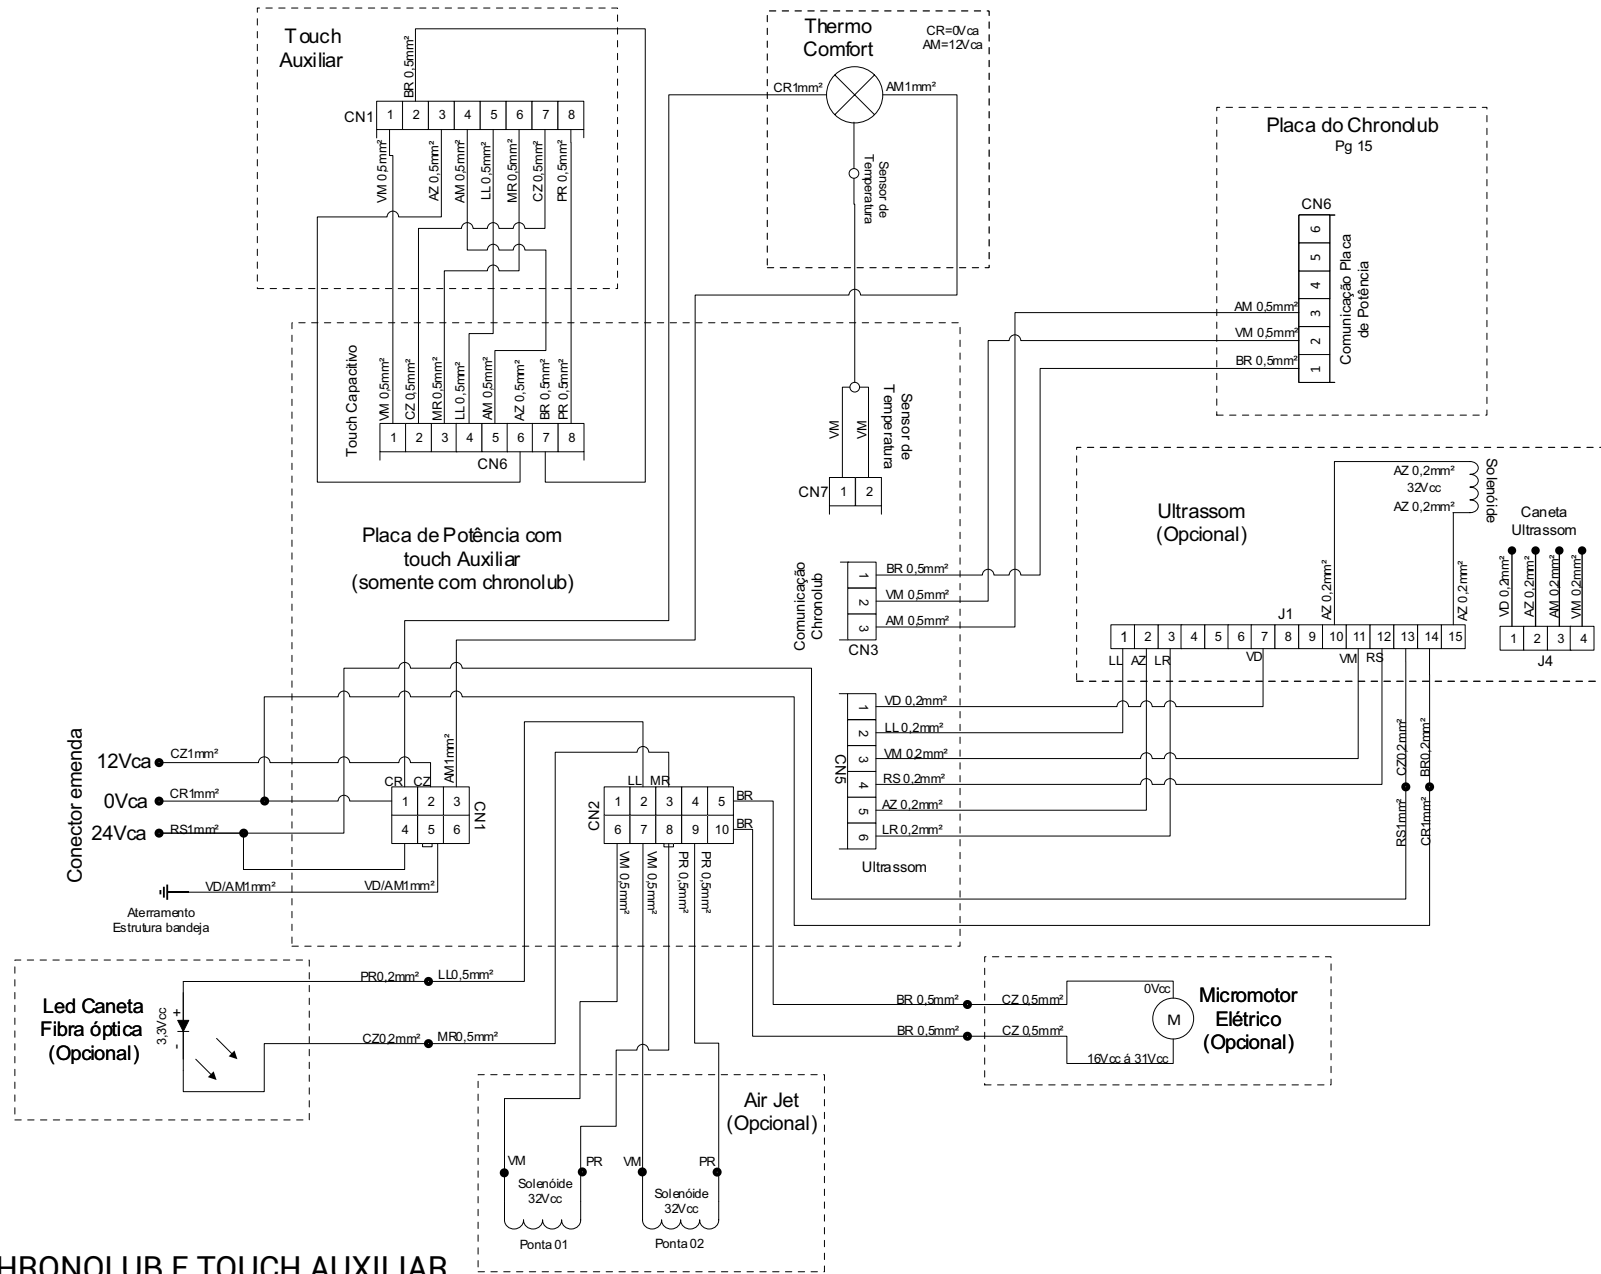 Touch
Auxiliar
BR 0,5mm²
CN1
1 2 3 4 5 6 7 8
VM 0,5mm²
AZ 0,5mm²
AM 0,5mm²
LL 0,5mm²
MR 0,5mm²
CZ 0,5mm²
PR 0,5mm²
Thermo
Comfort
CR=0Vca
AM=12Vca
CR1mm²
AM1mm²
Sensor de
Temperatura
Placa do Chronolub
Pg 15
CN6
6
5
4
3
2
1
Comunicação Placa
de Potência
AM 0,5mm²
VM 0,5mm²
BR 0,5mm²
Touch Capacitivo
VM 0,5mm²
CZ 0,5mm²
MR 0,5mm²
LL 0,5mm²
AM 0,5mm²
AZ 0,5mm²
BR 0,5mm²
PR 0,5mm²
1 2 3 4 5 6 7 8
CN6
Sensor de
Temperatura
VM
VM
CN7
1 2
Placa de Potência com
touch Auxiliar
(somente com chronolub)
Comunicação
Chronolub
1
2
3
CN3
BR 0,5mm²
VM 0,5mm²
AM 0,5mm²
Ultrassom
(Opcional)
AZ 0,2mm²
32Vcc
AZ 0,2mm²
Solenóide
AZ 0,2mm²
AZ 0,2mm²
J1
1 2 3 4 5 6 7 8 9 10 11 12 13 14 15
LL AZ LR VD VM RS
Caneta
Ultrassom
VD 0,2mm²
AZ 0,2mm²
AM 0,2mm²
VM 0,2mm²
1 2 3 4
J4
CN5
1
2
3
4
5
6
VD 0,2mm²
LL 0,2mm²
VM 0,2mm²
RS 0,2mm²
AZ 0,2mm²
LR 0,2mm²
Ultrassom
CZ0,2mm²
BR0,2mm²
RS1mm²
CR1mm²
Conector emenda
12Vca
CZ1mm²
0Vca
CR1mm²
24Vca
RS1mm²
VD/AM1mm²
VD/AM1mm²
Aterramento
Estrutura bandeja
CR CZ
AM1mm²
1 2 3
4 5 6
CN1
LL MR
CN2
1 2 3 4 5
6 7 8 9 10
BR
BR
VM 0,5mm²
VM 0,5mm²
PR 0,5mm²
PR 0,5mm²
Led Caneta
Fibra óptica
(Opcional)
3,3Vcc
+
-
PR0,2mm²
LL0,5mm²
CZ0,2mm²
MR0,5mm²
BR 0,5mm²
CZ 0,5mm²
BR 0,5mm²
CZ 0,5mm²
0Vcc
M
16Vcc á 31Vcc
Micromotor
Elétrico
(Opcional)
Air Jet
(Opcional)
VM
PR
VM
PR
Solenóide
32Vcc
Solenóide
32Vcc
Ponta 01
Ponta 02
HRONOLUB E TOUCH AUXILIAR